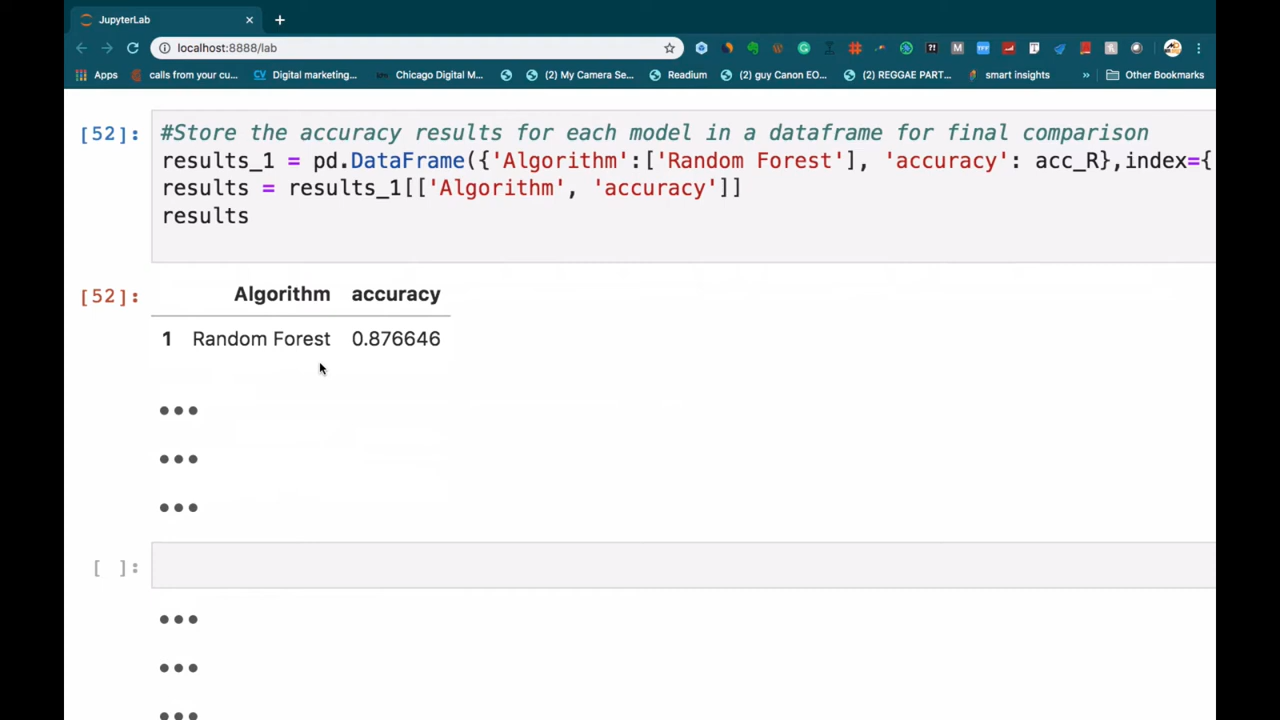 JupyterLab
localhost:8888/lab
Apps calls from your cu... CV Digital marketing... Chicago Digital M... (2) My Camera Se... Readium (2) guy Canon EO... (2) REGGAE PART... smart insights » Other Bookmarks
[52]: #Store the accuracy results for each model in a dataframe for final comparison
results_1 = pd.DataFrame({'Algorithm':['Random Forest'], 'accuracy': acc_R},index={
results = results_1[['Algorithm', 'accuracy']]
results
[52]: Algorithm accuracy
1 Random Forest 0.876646
[ ]: